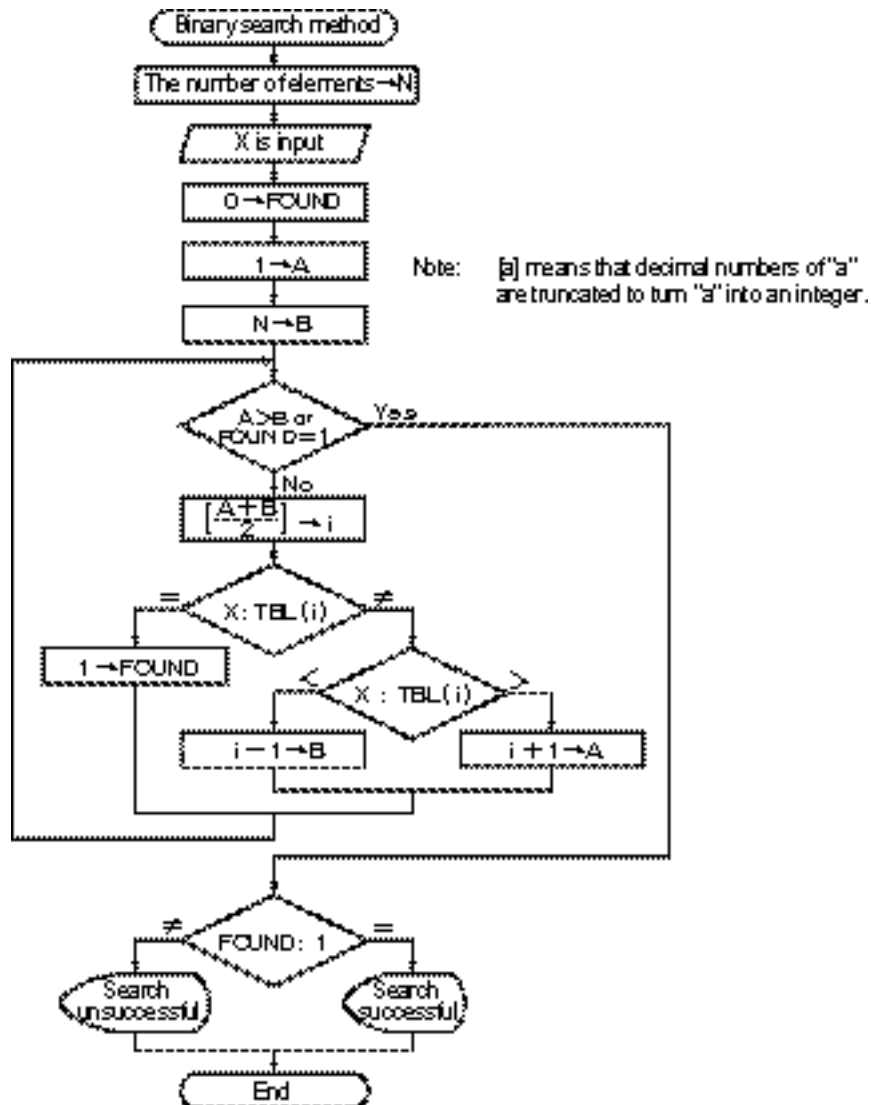 Binary search method
The number of elements→N
X is input
0→FOUND
1→A
Note: [a] means that decimal numbers of "a"
are truncated to turn "a" into an integer.
N→B
A>B or
FOUND=1
Yes
No
[A+B/2]→i
=
X:TBL(i)
≠
1→FOUND
<
X : TBL(i)
>
i-1→B
i+1→A
≠
FOUND: 1
=
Search
unsuccessful
Search
successful
End